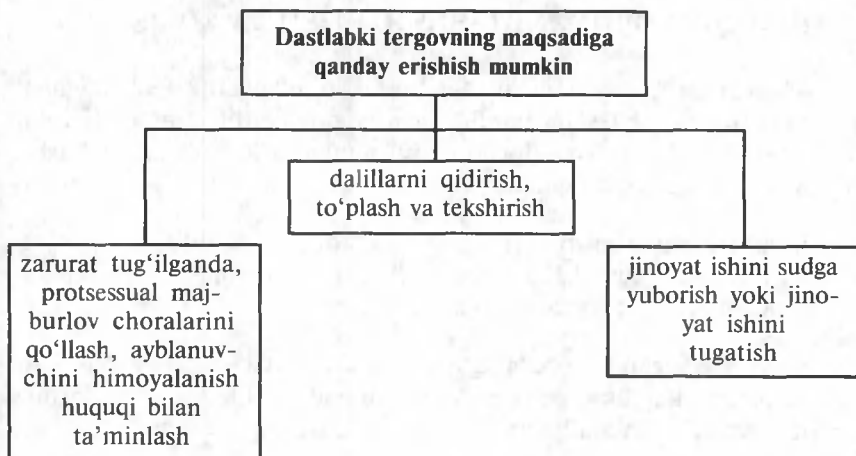 Dastlabki tergovning maqsadiga
qanday erishish mumkin
dalillarni qidirish,
to‘plash va tekshirish
zarurat tug‘ilganda,
protsessual maj-
burlov choralarini
qo‘llash, ayblanuv-
chini himoyalanish
huquqi bilan
ta’minlash
jinoyat ishini sudga
yuborish yoki jino-
yat ishini
tugatish